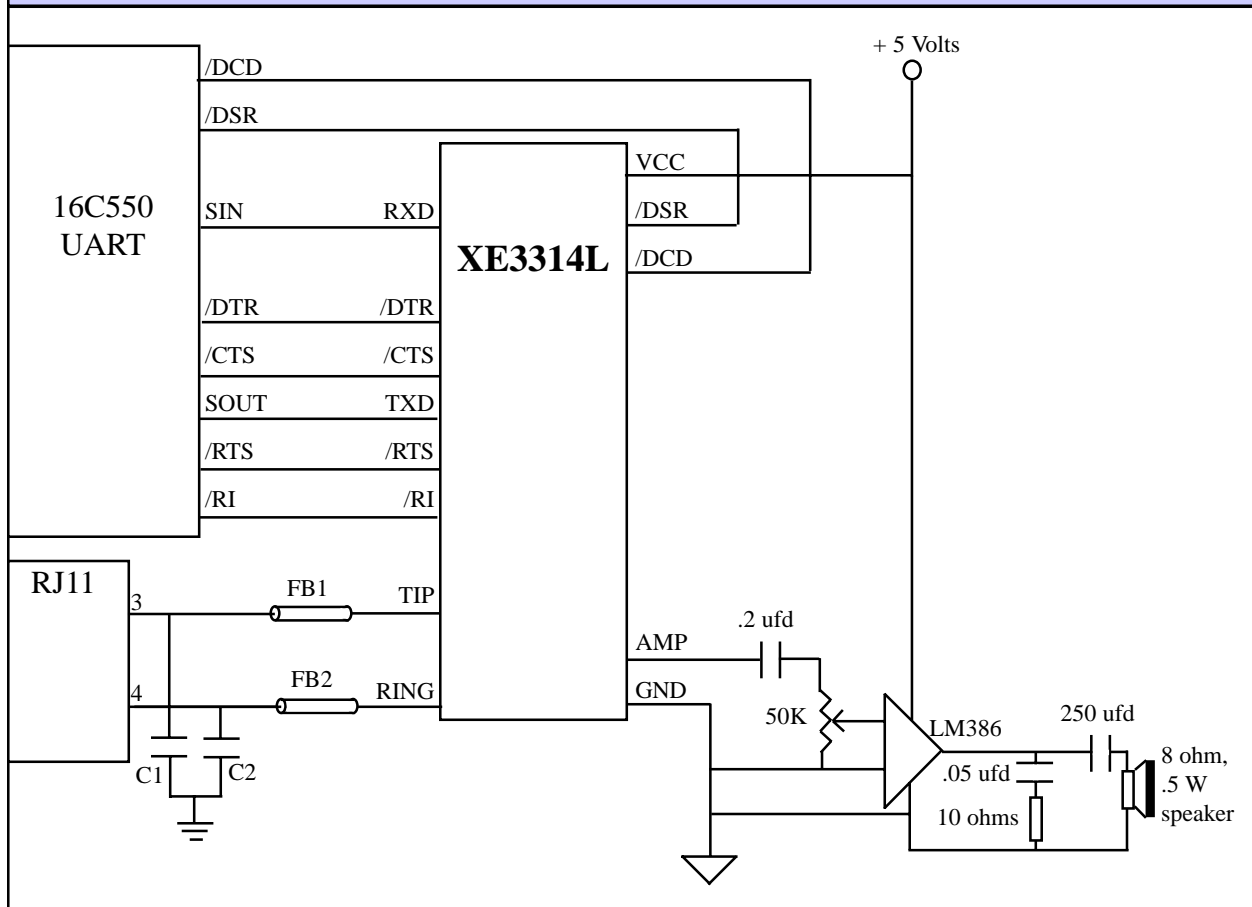 + 5 Volts
/DCD
/DSR
VCC
16C550
UART
SIN
RXD
/DSR
XE3314L
/DCD
/DTR
/DTR
/CTS
/CTS
SOUT
TXD
/RTS
/RTS
/RI
/RI
RJ11
3
FB1
TIP
.2 ufd
AMP
4
FB2
RING
GND
50K
LM386
250 ufd
C1
C2
.05 ufd
10 ohms
8 ohm,
.5 W
speaker